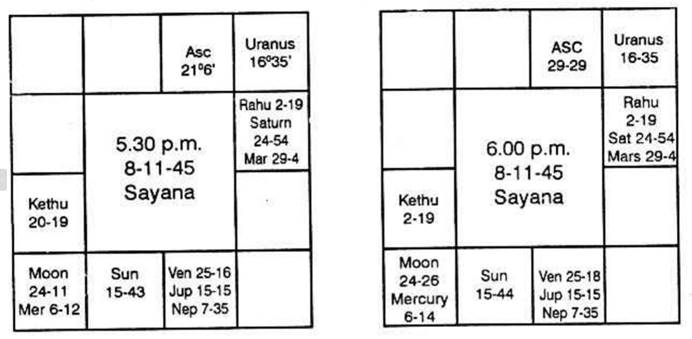 Asc
21º6'
Uranus
16º35'
Rahu 2-19
Saturn
24-54
Mar 29-4
5.30 p.m.
8-11-45
Sayana
Kethu
20-19
Moon
24-11
Mer 6-12
Sun
15-43
Ven 25-16
Jup 15-15
Nep 7-35
ASC
29-29
Uranus
16-35
Rahu
2-19
Sat 24-54
Mars 29-4
6.00 p.m.
8-11-45
Sayana
Kethu
2-19
Moon
24-26
Mercury
6-14
Sun
15-44
Ven 25-18
Jup 15-15
Nep 7-35